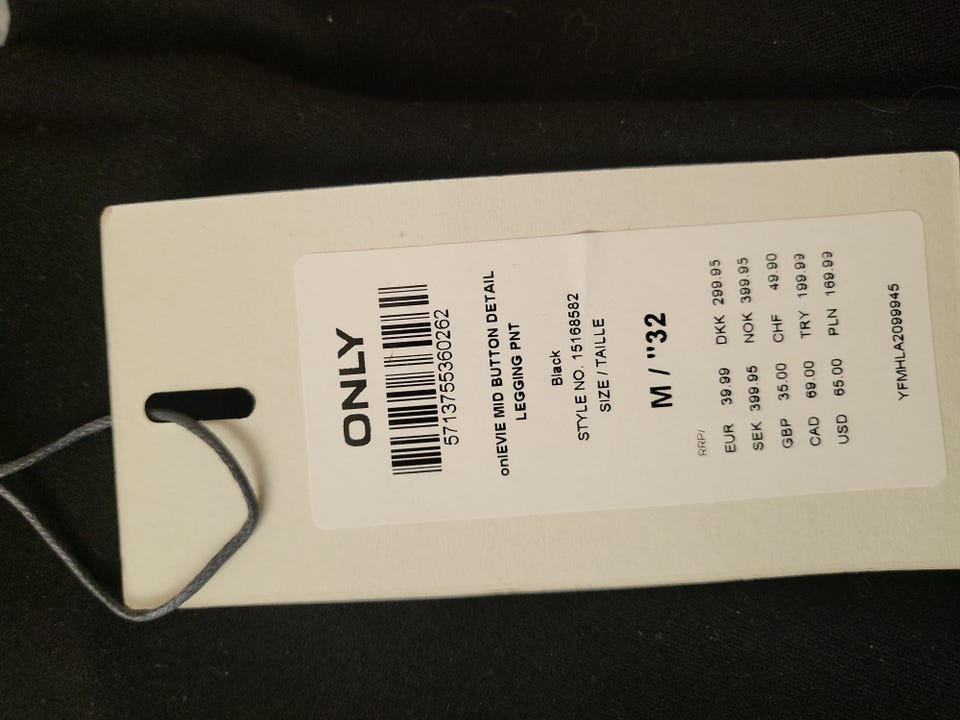 ONLY
5713755360262
onlEVIE MID BUTTON DETAIL
LEGGING PNT
Black
STYLE NO. 15168582
SIZE / TAILLE
M / "32
RRP/
EUR 39.99 DKK 299.95
SEK 399.95 NOK 399.95
GBP 35.00 CHF 49.90
CAD 69.00 TRY 199.99
USD 65.00 PLN 169.99
YFMHLA2099945